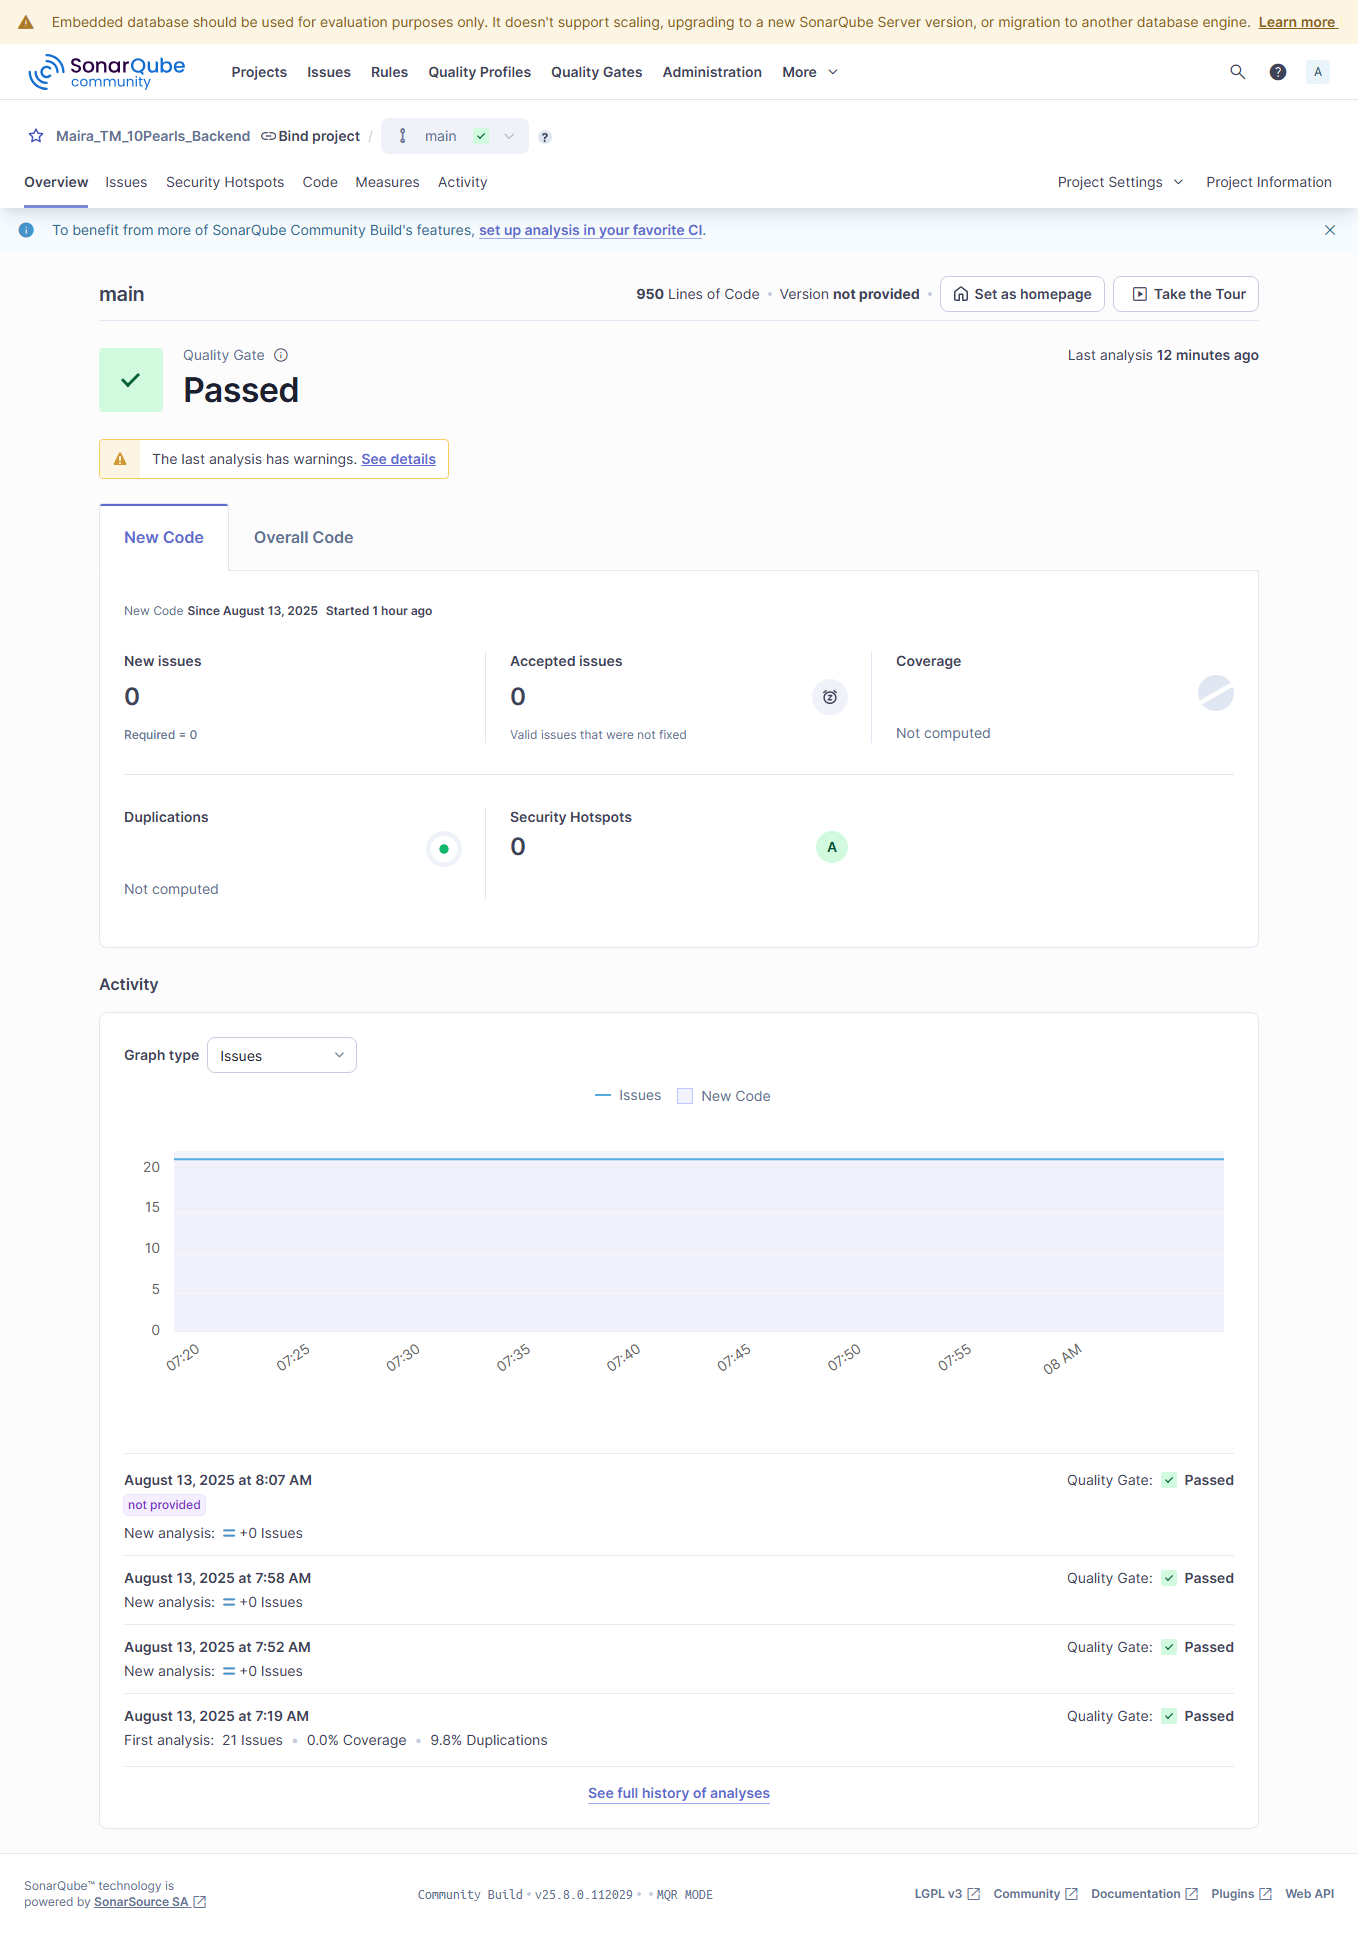 Embedded database should be used for evaluation purposes only. It doesn't support scaling, upgrading to a new SonarQube Server version, or migration to another database engine. Learn more
SonarQube community
Projects Issues Rules Quality Profiles Quality Gates Administration More
?
A
Maira_TM_10Pearls_Backend Bind project / main ?
Overview Issues Security Hotspots Code Measures Activity Project Settings Project Information
To benefit from more of SonarQube Community Build's features, set up analysis in your favorite CI.
main
950 Lines of Code • Version not provided • Set as homepage Take the Tour
Quality Gate
Passed
Last analysis 12 minutes ago
The last analysis has warnings. See details
New Code Overall Code
New Code Since August 13, 2025 Started 1 hour ago
New issues
0
Required = 0
Accepted issues
0
Valid issues that were not fixed
Coverage
Not computed
Duplications
Not computed
Security Hotspots
0
A
Activity
Graph type Issues
Issues New Code
20
15
10
5
0
07:20 07:25 07:30 07:35 07:40 07:45 07:50 07:55 08 AM
August 13, 2025 at 8:07 AM Quality Gate: Passed
not provided
New analysis: = +0 Issues
August 13, 2025 at 7:58 AM Quality Gate: Passed
New analysis: = +0 Issues
August 13, 2025 at 7:52 AM Quality Gate: Passed
New analysis: = +0 Issues
August 13, 2025 at 7:19 AM Quality Gate: Passed
First analysis: 21 Issues • 0.0% Coverage • 9.8% Duplications
See full history of analyses
SonarQube™ technology is
powered by SonarSource SA
Community Build • v25.8.0.112029 • • MQR MODE
LGPL v3 Community Documentation Plugins Web API